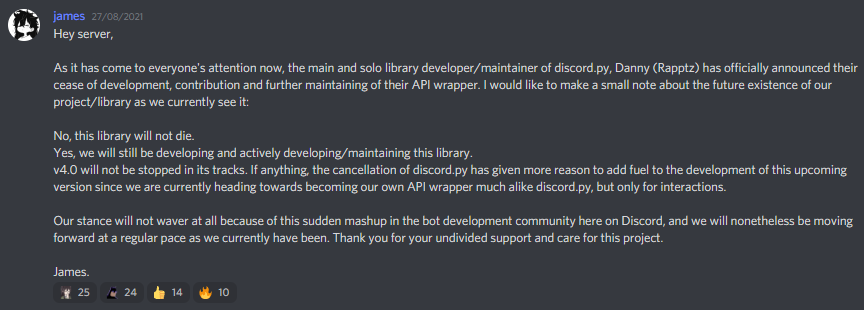 james 27/08/2021
Hey server,
As it has come to everyone's attention now, the main and solo library developer/maintainer of discord.py, Danny (Rapptz) has officially announced their
cease of development, contribution and further maintaining of their API wrapper. I would like to make a small note about the future existence of our
project/library as we currently see it:
No, this library will not die.
Yes, we will still be developing and actively developing/maintaining this library.
v4.0 will not be stopped in its tracks. If anything, the cancellation of discord.py has given more reason to add fuel to the development of this upcoming
version since we are currently heading towards becoming our own API wrapper much alike discord.py, but only for interactions.
Our stance will not waver at all because of this sudden mashup in the bot development community here on Discord, and we will nonetheless be moving
forward at a regular pace as we currently have been. Thank you for your undivided support and care for this project.
James.
25 24 14 10